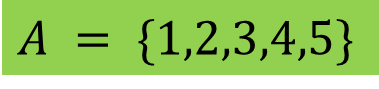 A = {1,2,3,4,5}